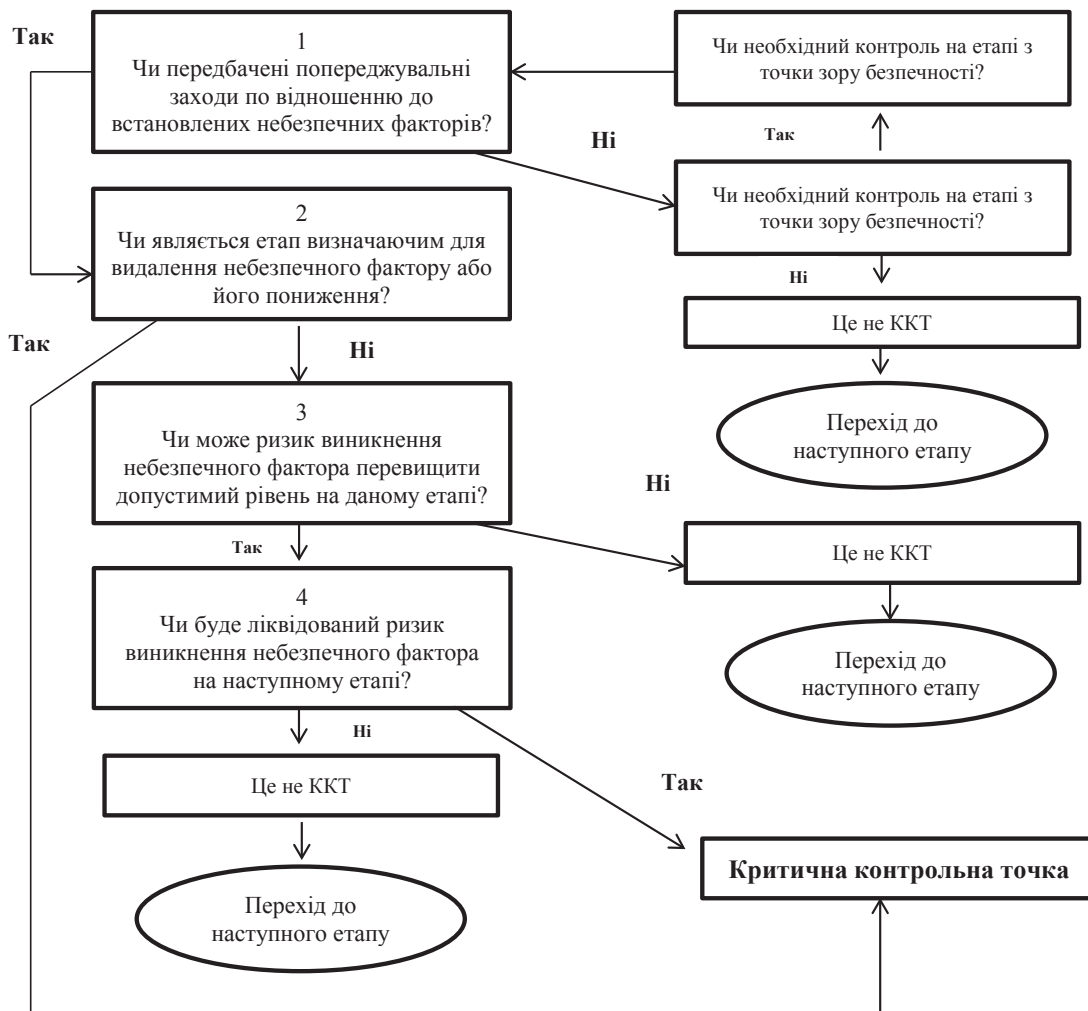 Так
1
Чи передбачені попереджувальні
заходи по відношенню до
встановлених небезпечних факторів?
Чи необхідний контроль на етапі з
точки зору безпечності?
Ні
Так
Чи необхідний контроль на етапі з
точки зору безпечності?
2
Чи являється етап визначаючим для
видалення небезпечного фактору або
його пониження?
Ні
Це не ККТ
Так
Ні
Перехід до
наступного етапу
3
Чи може ризик виникнення
небезпечного фактора перевищити
допустимий рівень на даному етапі?
Ні
Це не ККТ
Так
4
Чи буде ліквідований ризик
виникнення небезпечного фактора
на наступному етапі?
Перехід до
наступного етапу
Ні
Це не ККТ
Так
Критична контрольна точка
Перехід до
наступного етапу